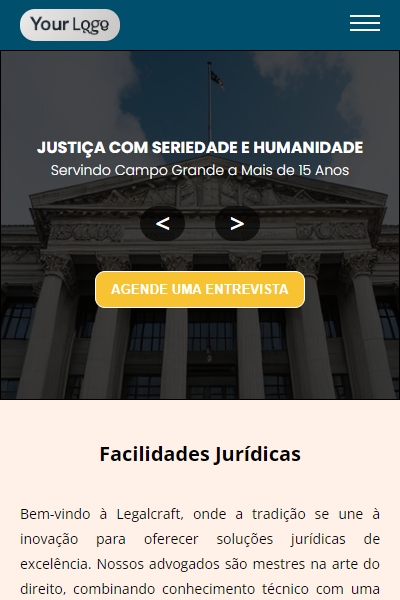 Your Logo
JUSTIÇA COM SERIEDADE E HUMANIDADE
Servindo Campo Grande a Mais de 15 Anos
< >
AGENDE UMA ENTREVISTA
Facilidades Jurídicas
Bem-vindo à Legalcraft, onde a tradição se une à
inovação para oferecer soluções jurídicas de
excelência. Nossos advogados são mestres na arte do
direito, combinando conhecimento técnico com uma